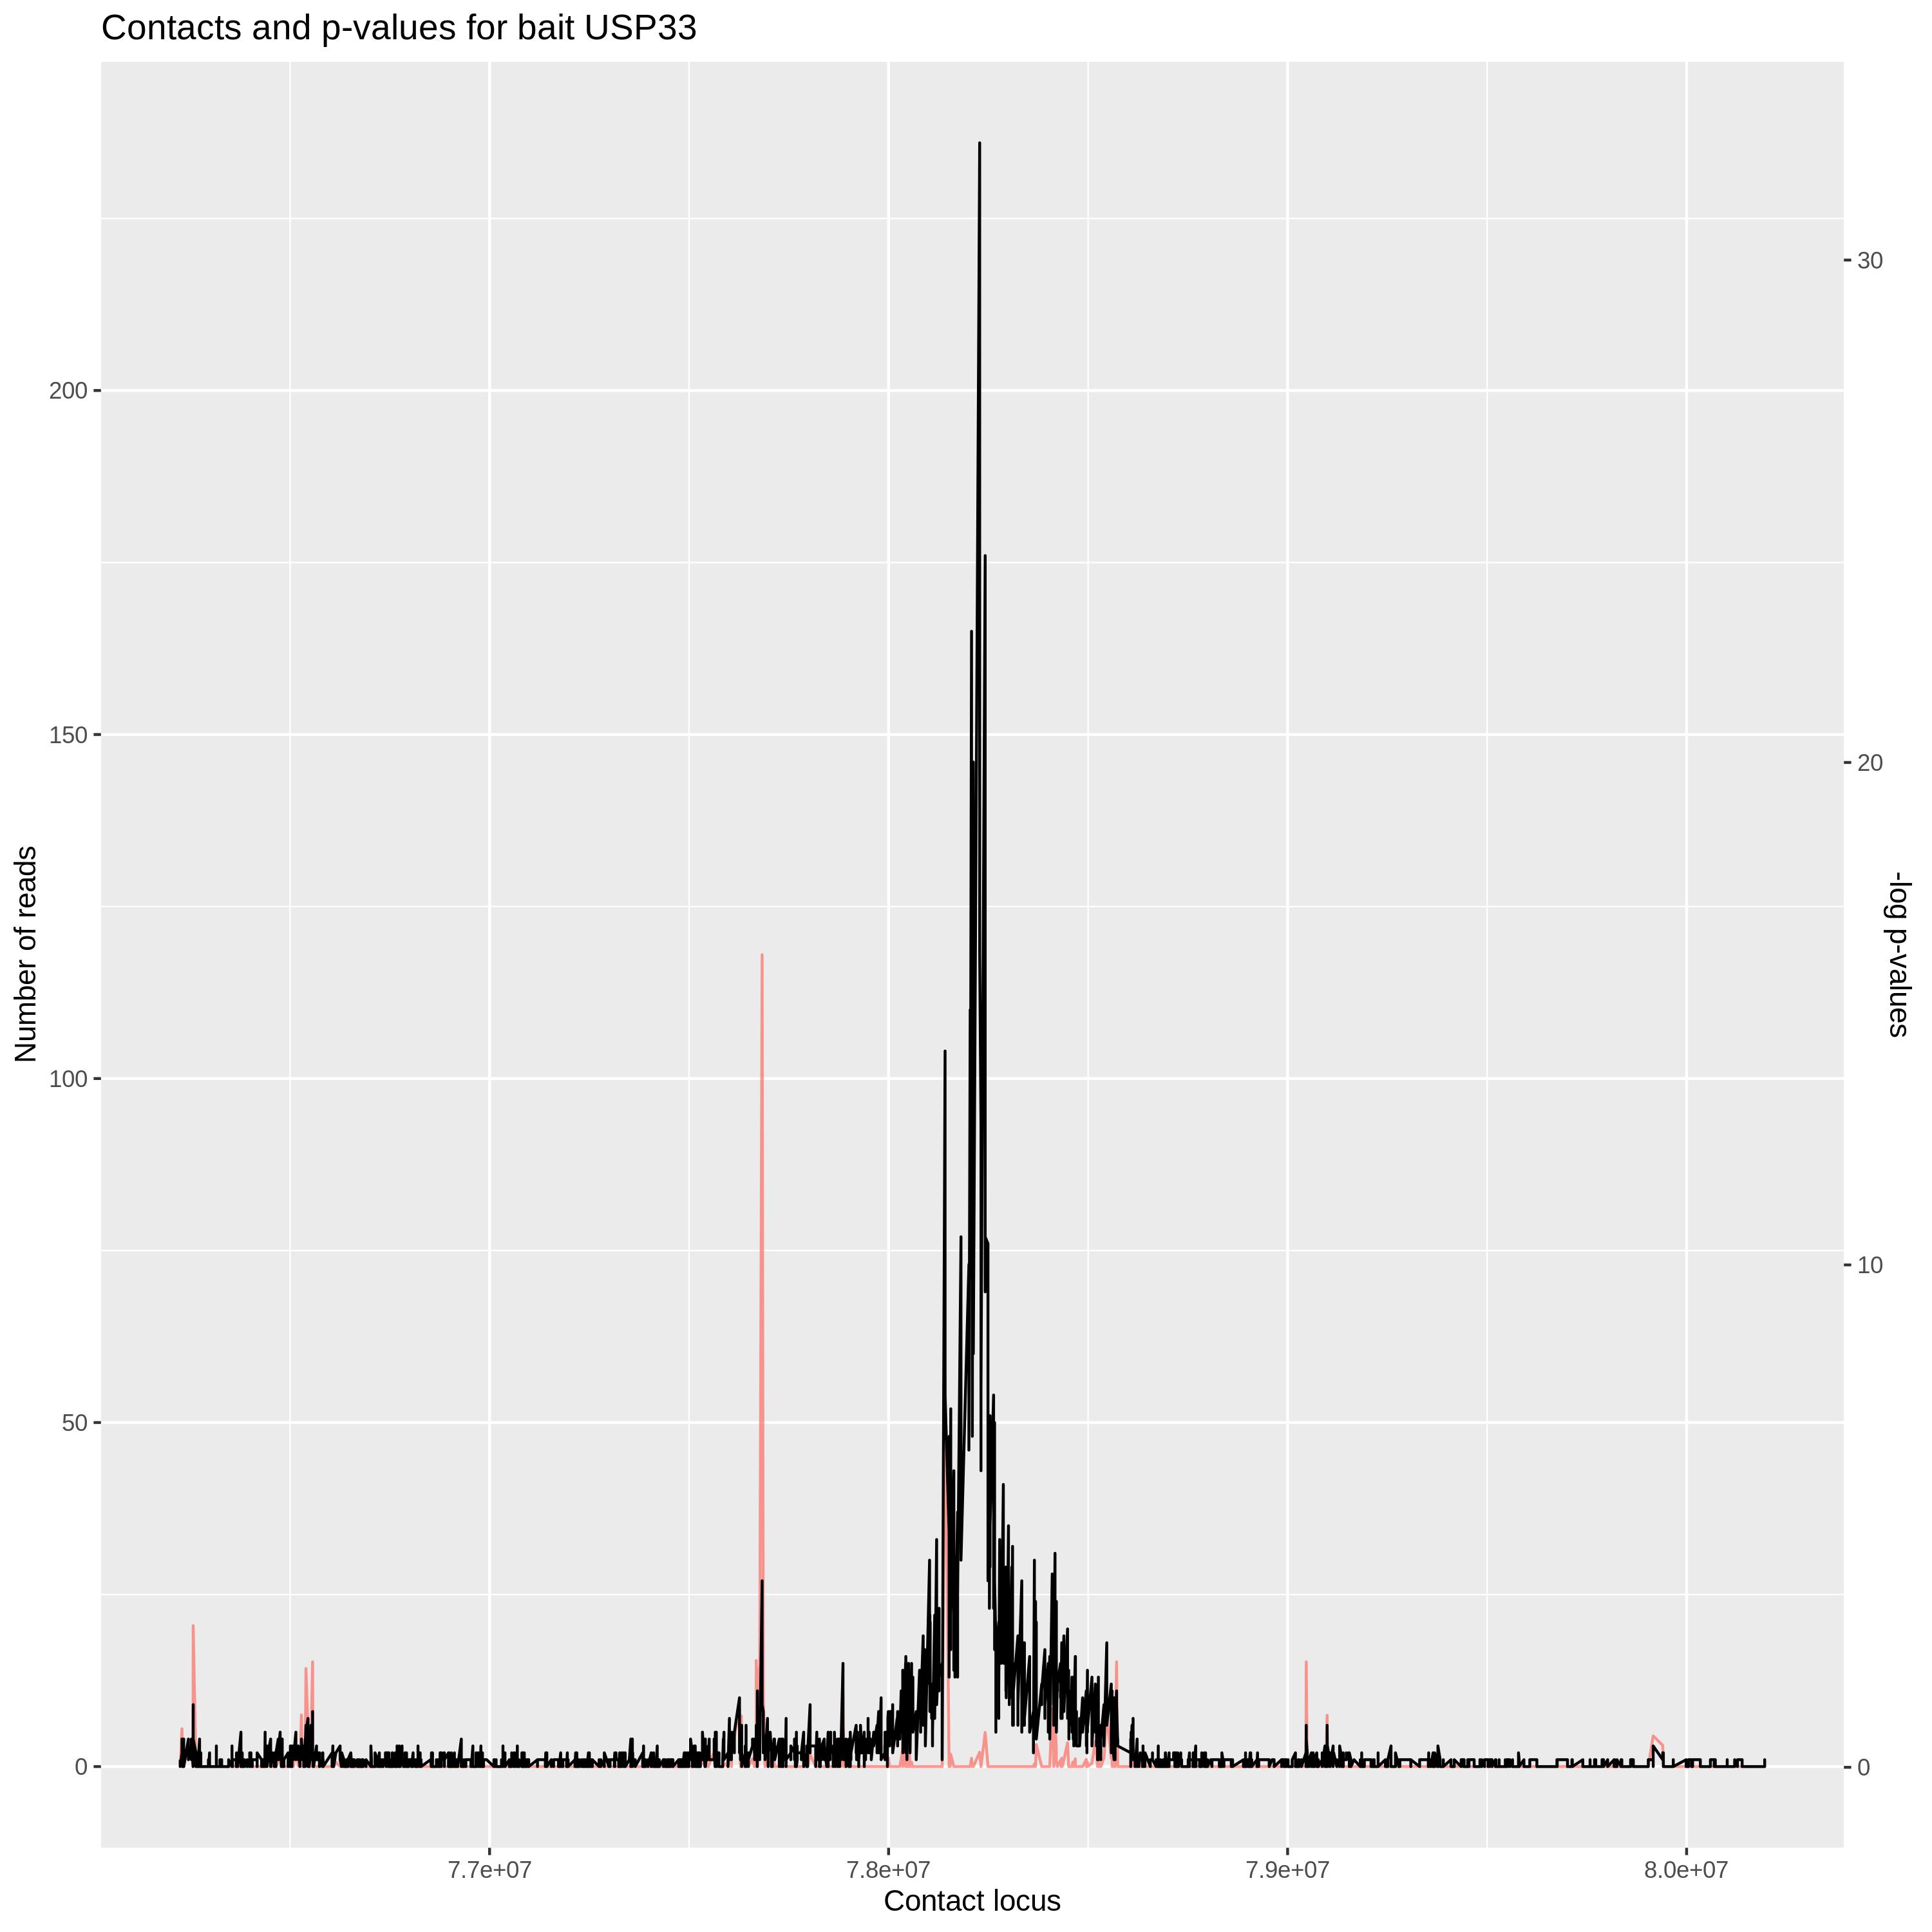 Contacts and p-values for bait USP33
200
150
100
50
0
Number of reads
30
20
10
0
-log p-values
7.7e+07
7.8e+07
7.9e+07
8.0e+07
Contact locus